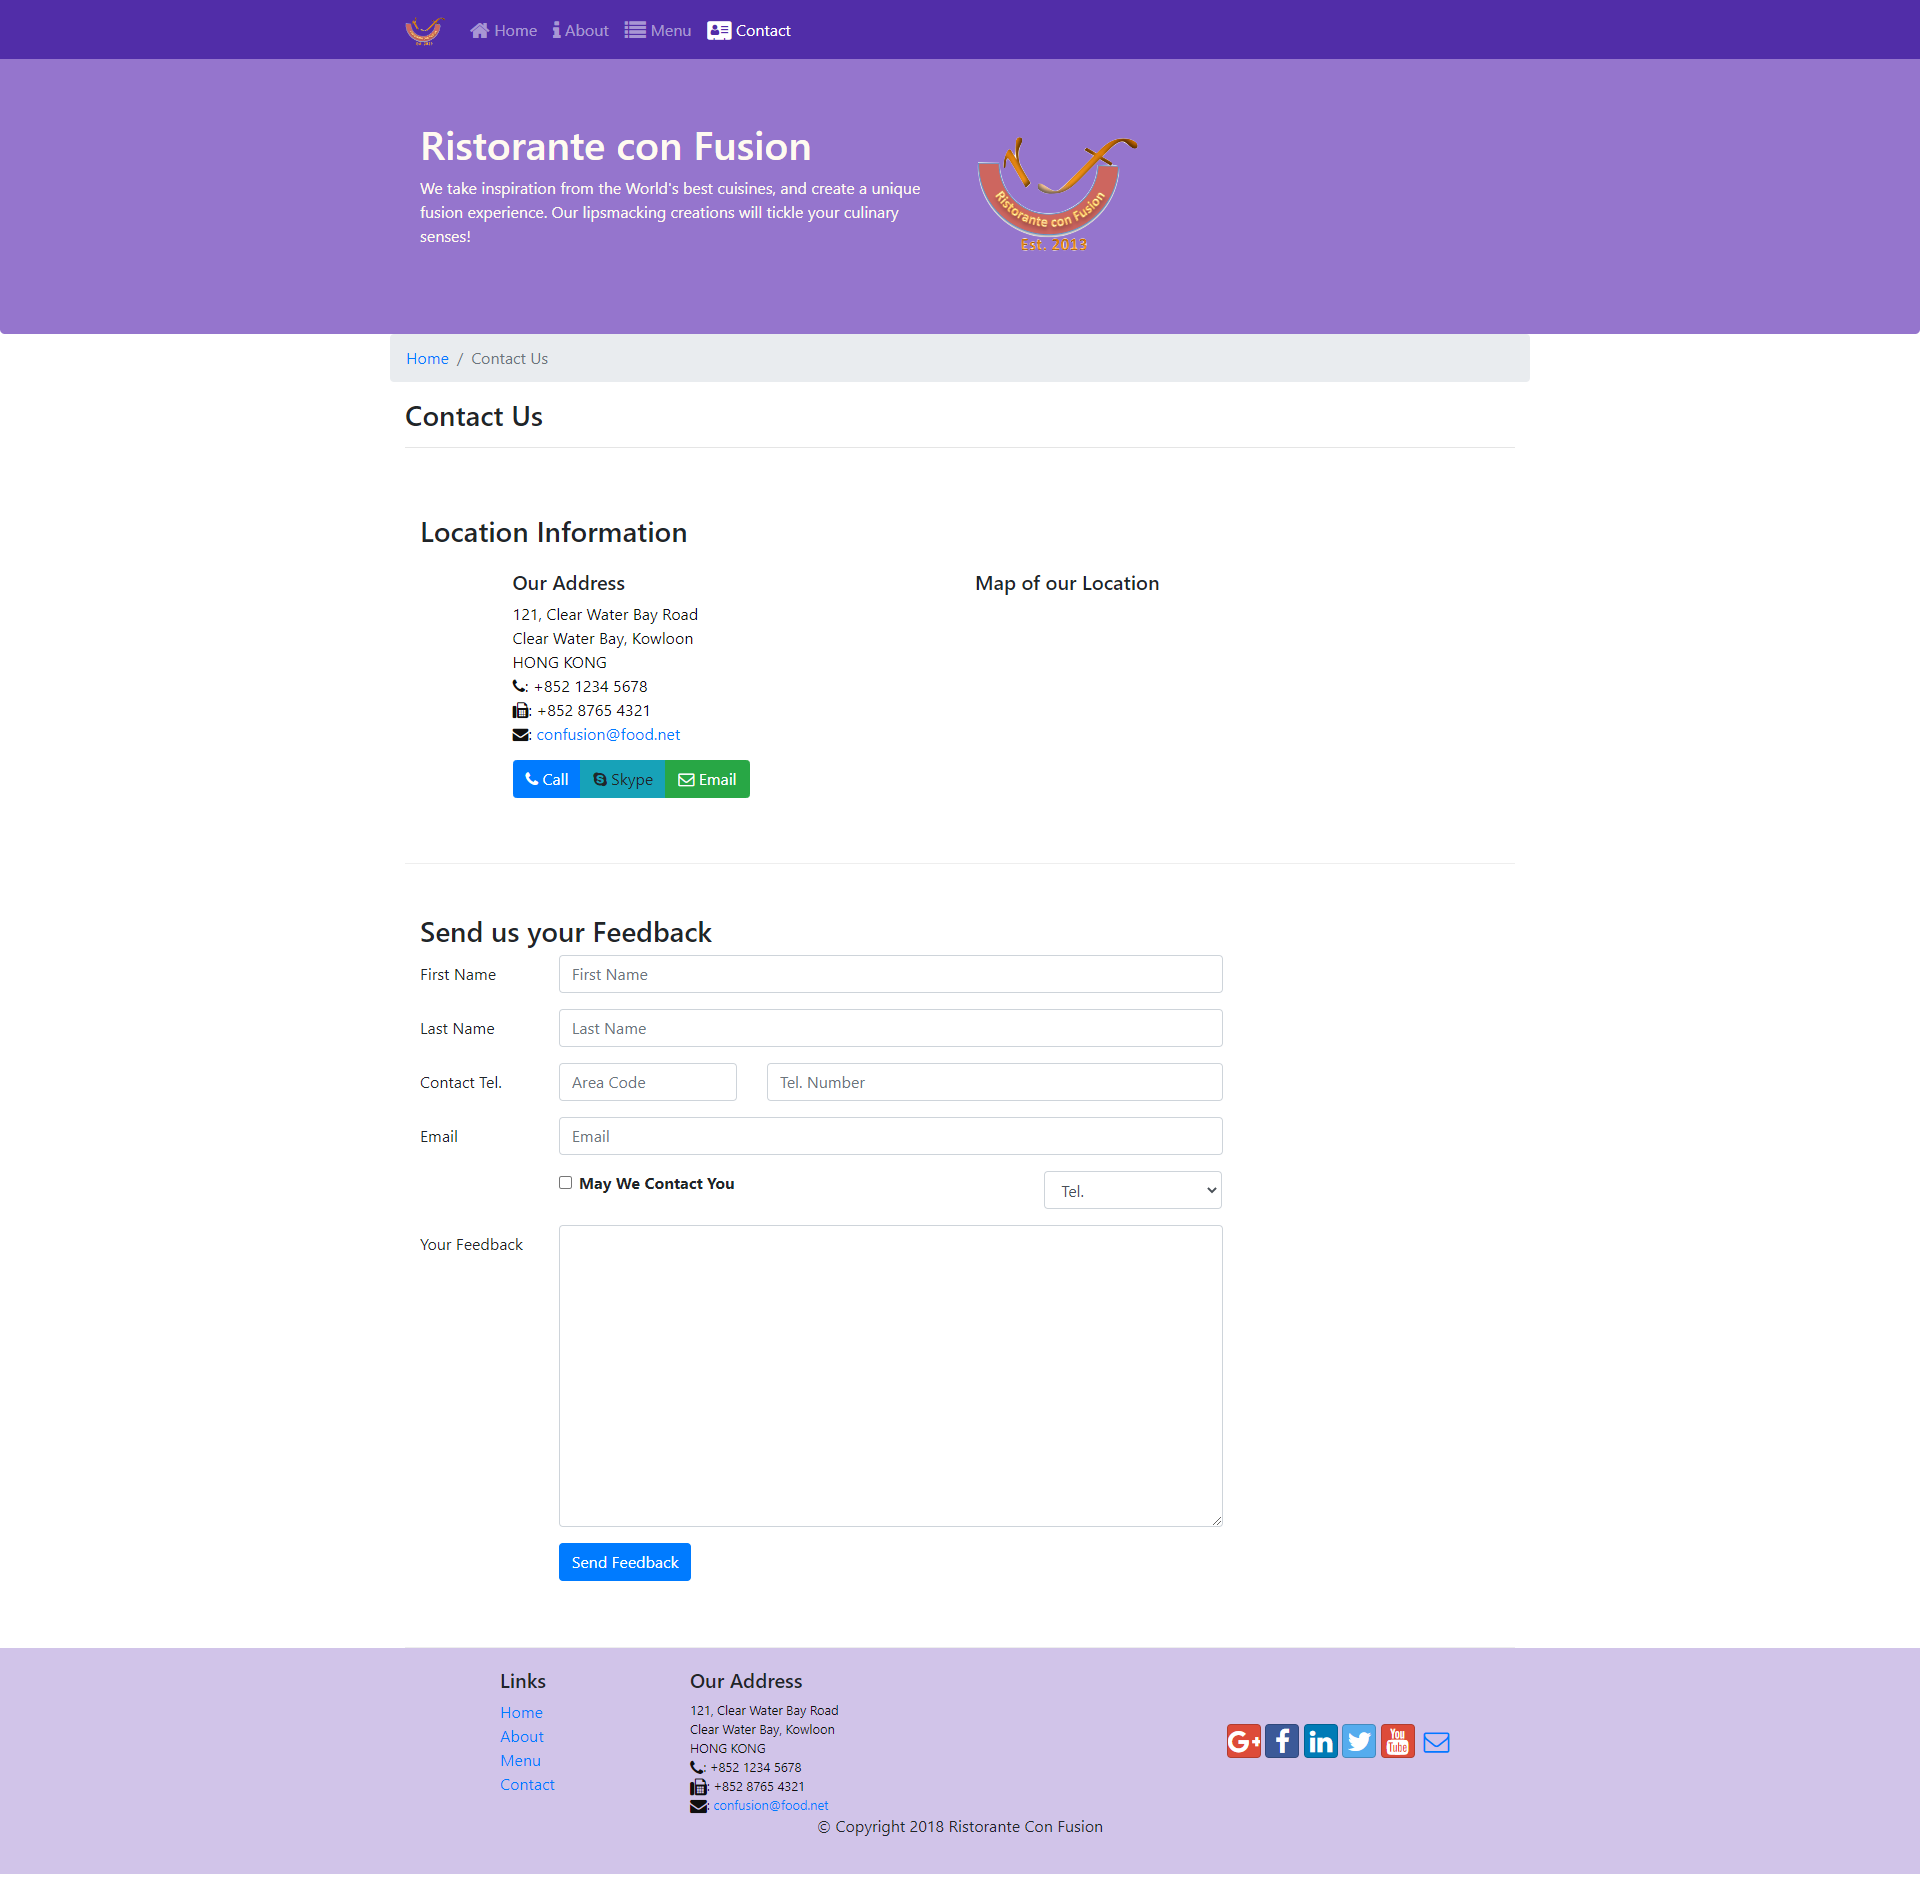 Home About Menu Contact
Ristorante con Fusion
We take inspiration from the World's best cuisines, and create a unique
fusion experience. Our lipsmacking creations will tickle your culinary
senses!
Ristorante con Fusion
Est. 2013
Home / Contact Us
Contact Us
Location Information
Our Address
121, Clear Water Bay Road
Clear Water Bay, Kowloon
HONG KONG
: +852 1234 5678
: +852 8765 4321
: confusion@food.net
Call Skype Email
Map of our Location
Send us your Feedback
First Name First Name
Last Name Last Name
Contact Tel. Area Code Tel. Number
Email Email
May We Contact You Tel.
Your Feedback
Send Feedback
Links
Home
About
Menu
Contact
Our Address
121, Clear Water Bay Road
Clear Water Bay, Kowloon
HONG KONG
: +852 1234 5678
: +852 8765 4321
: confusion@food.net
You
Tube
© Copyright 2018 Ristorante Con Fusion